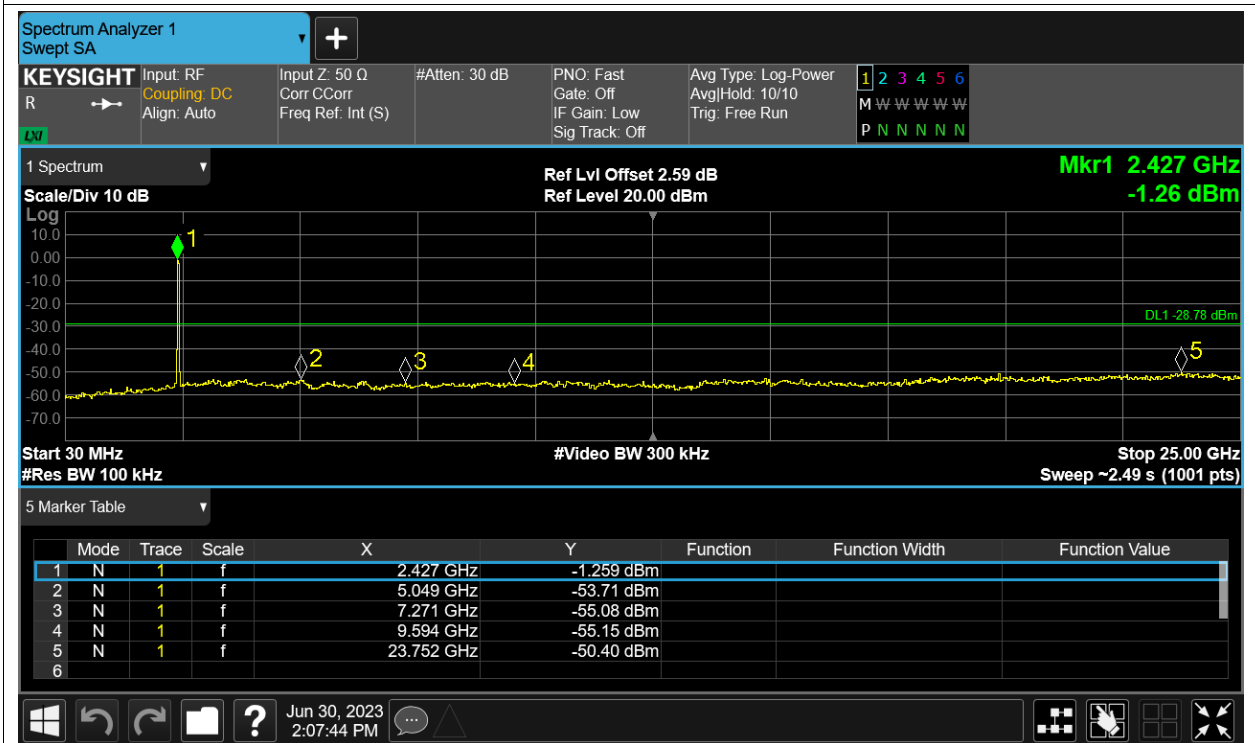 Spectrum Analyzer 1
Swept SA
KEYSIGHT
R
LXI
Input: RF
Coupling: DC
Align: Auto
Input Z: 50 Ω
Corr CCorr
Freq Ref: Int (S)
#Atten: 30 dB
PNO: Fast
Gate: Off
IF Gain: Low
Sig Track: Off
Avg Type: Log-Power
Avg|Hold: 10/10
Trig: Free Run
1 2 3 4 5 6
M W W W W W
P N N N N N
1 Spectrum
Scale/Div 10 dB
Ref Lvl Offset 2.59 dB
Ref Level 20.00 dBm
Mkr1 2.427 GHz
-1.26 dBm
Log
10.0
0.00
-10.0
-20.0
-30.0
-40.0
-50.0
-60.0
-70.0
1
2
3
4
5
DL1 -28.78 dBm
Start 30 MHz
#Res BW 100 kHz
#Video BW 300 kHz
Stop 25.00 GHz
Sweep ~2.49 s (1001 pts)
5 Marker Table
Mode Trace Scale X Y Function Function Width Function Value
1 N 1 f 2.427 GHz -1.259 dBm
2 N 1 f 5.049 GHz -53.71 dBm
3 N 1 f 7.271 GHz -55.08 dBm
4 N 1 f 9.594 GHz -55.15 dBm
5 N 1 f 23.752 GHz -50.40 dBm
6
?
Jun 30, 2023
2:07:44 PM